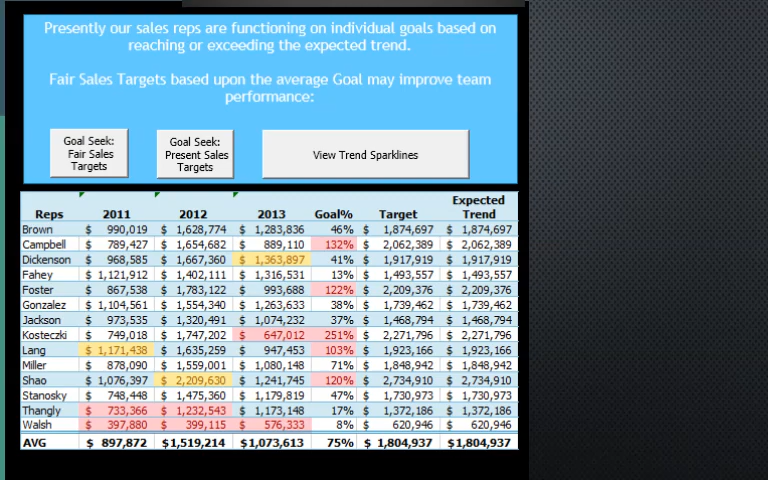 Presently our sales reps are functioning on individual goals based on
reaching or exceeding the expected trend.
Fair Sales Targets based upon the average Goal may improve team
performance:
Goal Seek:
Fair Sales
Targets
Goal Seek:
Present Sales
Targets
View Trend Sparklines
Reps 2011 2012 2013 Goal% Target Expected
Trend
Brown $ 990,019 $ 1,628,774 $ 1,283,836 46% $ 1,874,697 $ 1,874,697
Campbell $ 789,427 $ 1,654,682 $ 889,110 132% $ 2,062,389 $ 2,062,389
Dickenson $ 968,585 $ 1,667,360 $ 1,363,897 41% $ 1,917,919 $ 1,917,919
Fahey $ 1,121,912 $ 1,402,111 $ 1,316,531 13% $ 1,493,557 $ 1,493,557
Foster $ 867,538 $ 1,783,122 $ 993,688 122% $ 2,209,376 $ 2,209,376
Gonzalez $ 1,104,561 $ 1,554,340 $ 1,263,633 38% $ 1,739,462 $ 1,739,462
Jackson $ 973,535 $ 1,320,491 $ 1,074,232 37% $ 1,468,794 $ 1,468,794
Kosteczki $ 749,018 $ 1,747,202 $ 647,012 251% $ 2,271,796 $ 2,271,796
Lang $ 1,171,438 $ 1,635,259 $ 947,453 103% $ 1,923,166 $ 1,923,166
Miller $ 878,090 $ 1,559,001 $ 1,080,148 71% $ 1,848,942 $ 1,848,942
Shao $ 1,076,397 $ 2,209,630 $ 1,241,745 120% $ 2,734,910 $ 2,734,910
Stanosky $ 748,448 $ 1,475,360 $ 1,179,819 47% $ 1,730,973 $ 1,730,973
Thangly $ 733,366 $ 1,232,543 $ 1,173,148 17% $ 1,372,186 $ 1,372,186
Walsh $ 397,880 $ 399,115 $ 576,333 8% $ 620,946 $ 620,946
AVG $ 897,872 $1,519,214 $1,073,613 75% $ 1,804,937 $1,804,937